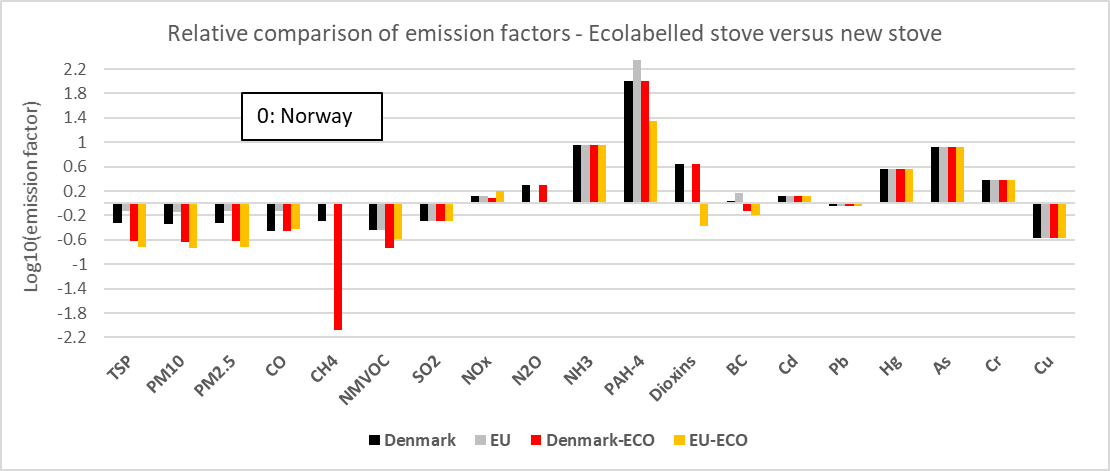 Relative comparison of emission factors - Ecolabelled stove versus new stove
0: Norway
Log10(emission factor)
2.2
1.8
1.4
1
0.6
0.2
-0.2
-0.6
-1
-1.4
-1.8
-2.2
TSP
PM10
PM2.5
CO
CH4
NMVOC
SO2
NOx
N2O
NH3
PAH-4
Dioxins
BC
Cd
Pb
Hg
As
Cr
Cu
Denmark EU Denmark-ECO EU-ECO